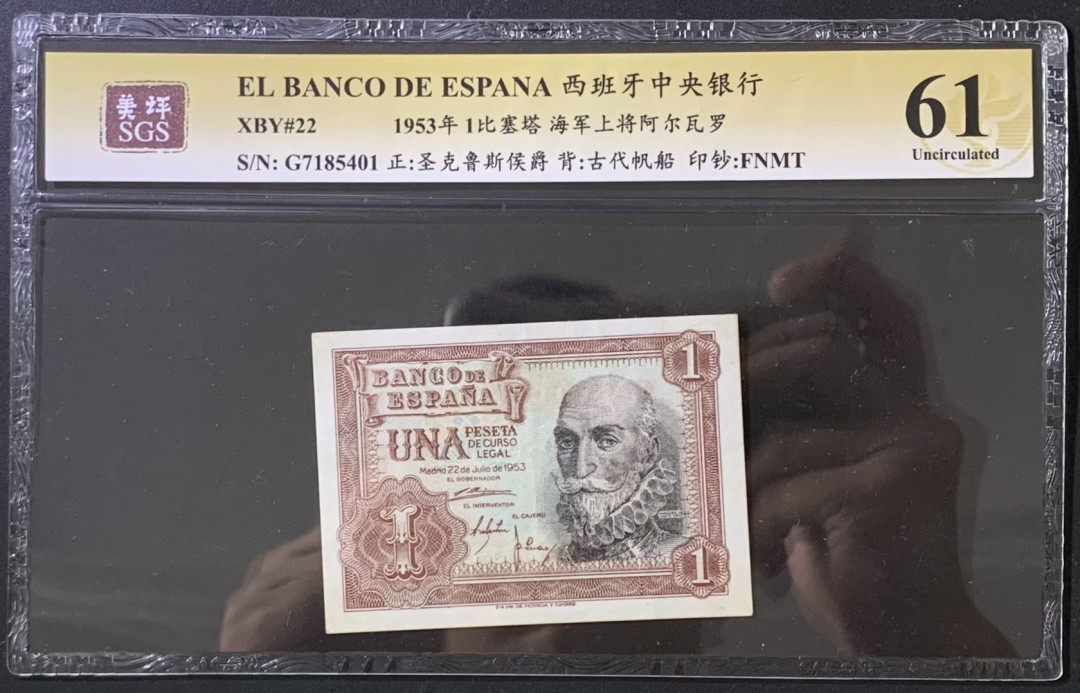 美评
SGS
EL BANCO DE ESPANA 西班牙中央银行
XBY#22 1953年 1比塞塔 海军上将阿尔瓦罗
S/N: G7185401 正:圣克鲁斯侯爵 背:古代帆船 印钞:FNMT
61
Uncirculated
1
BANCO DE
ESPAÑA
UNA PESETA
DE CURSO
LEGAL
Madrid 22 de Julio de 1953
EL GOBERNADOR
EL INTERVENTOR
EL CAJERO
1
1
DE MONEDA Y TIMBRE